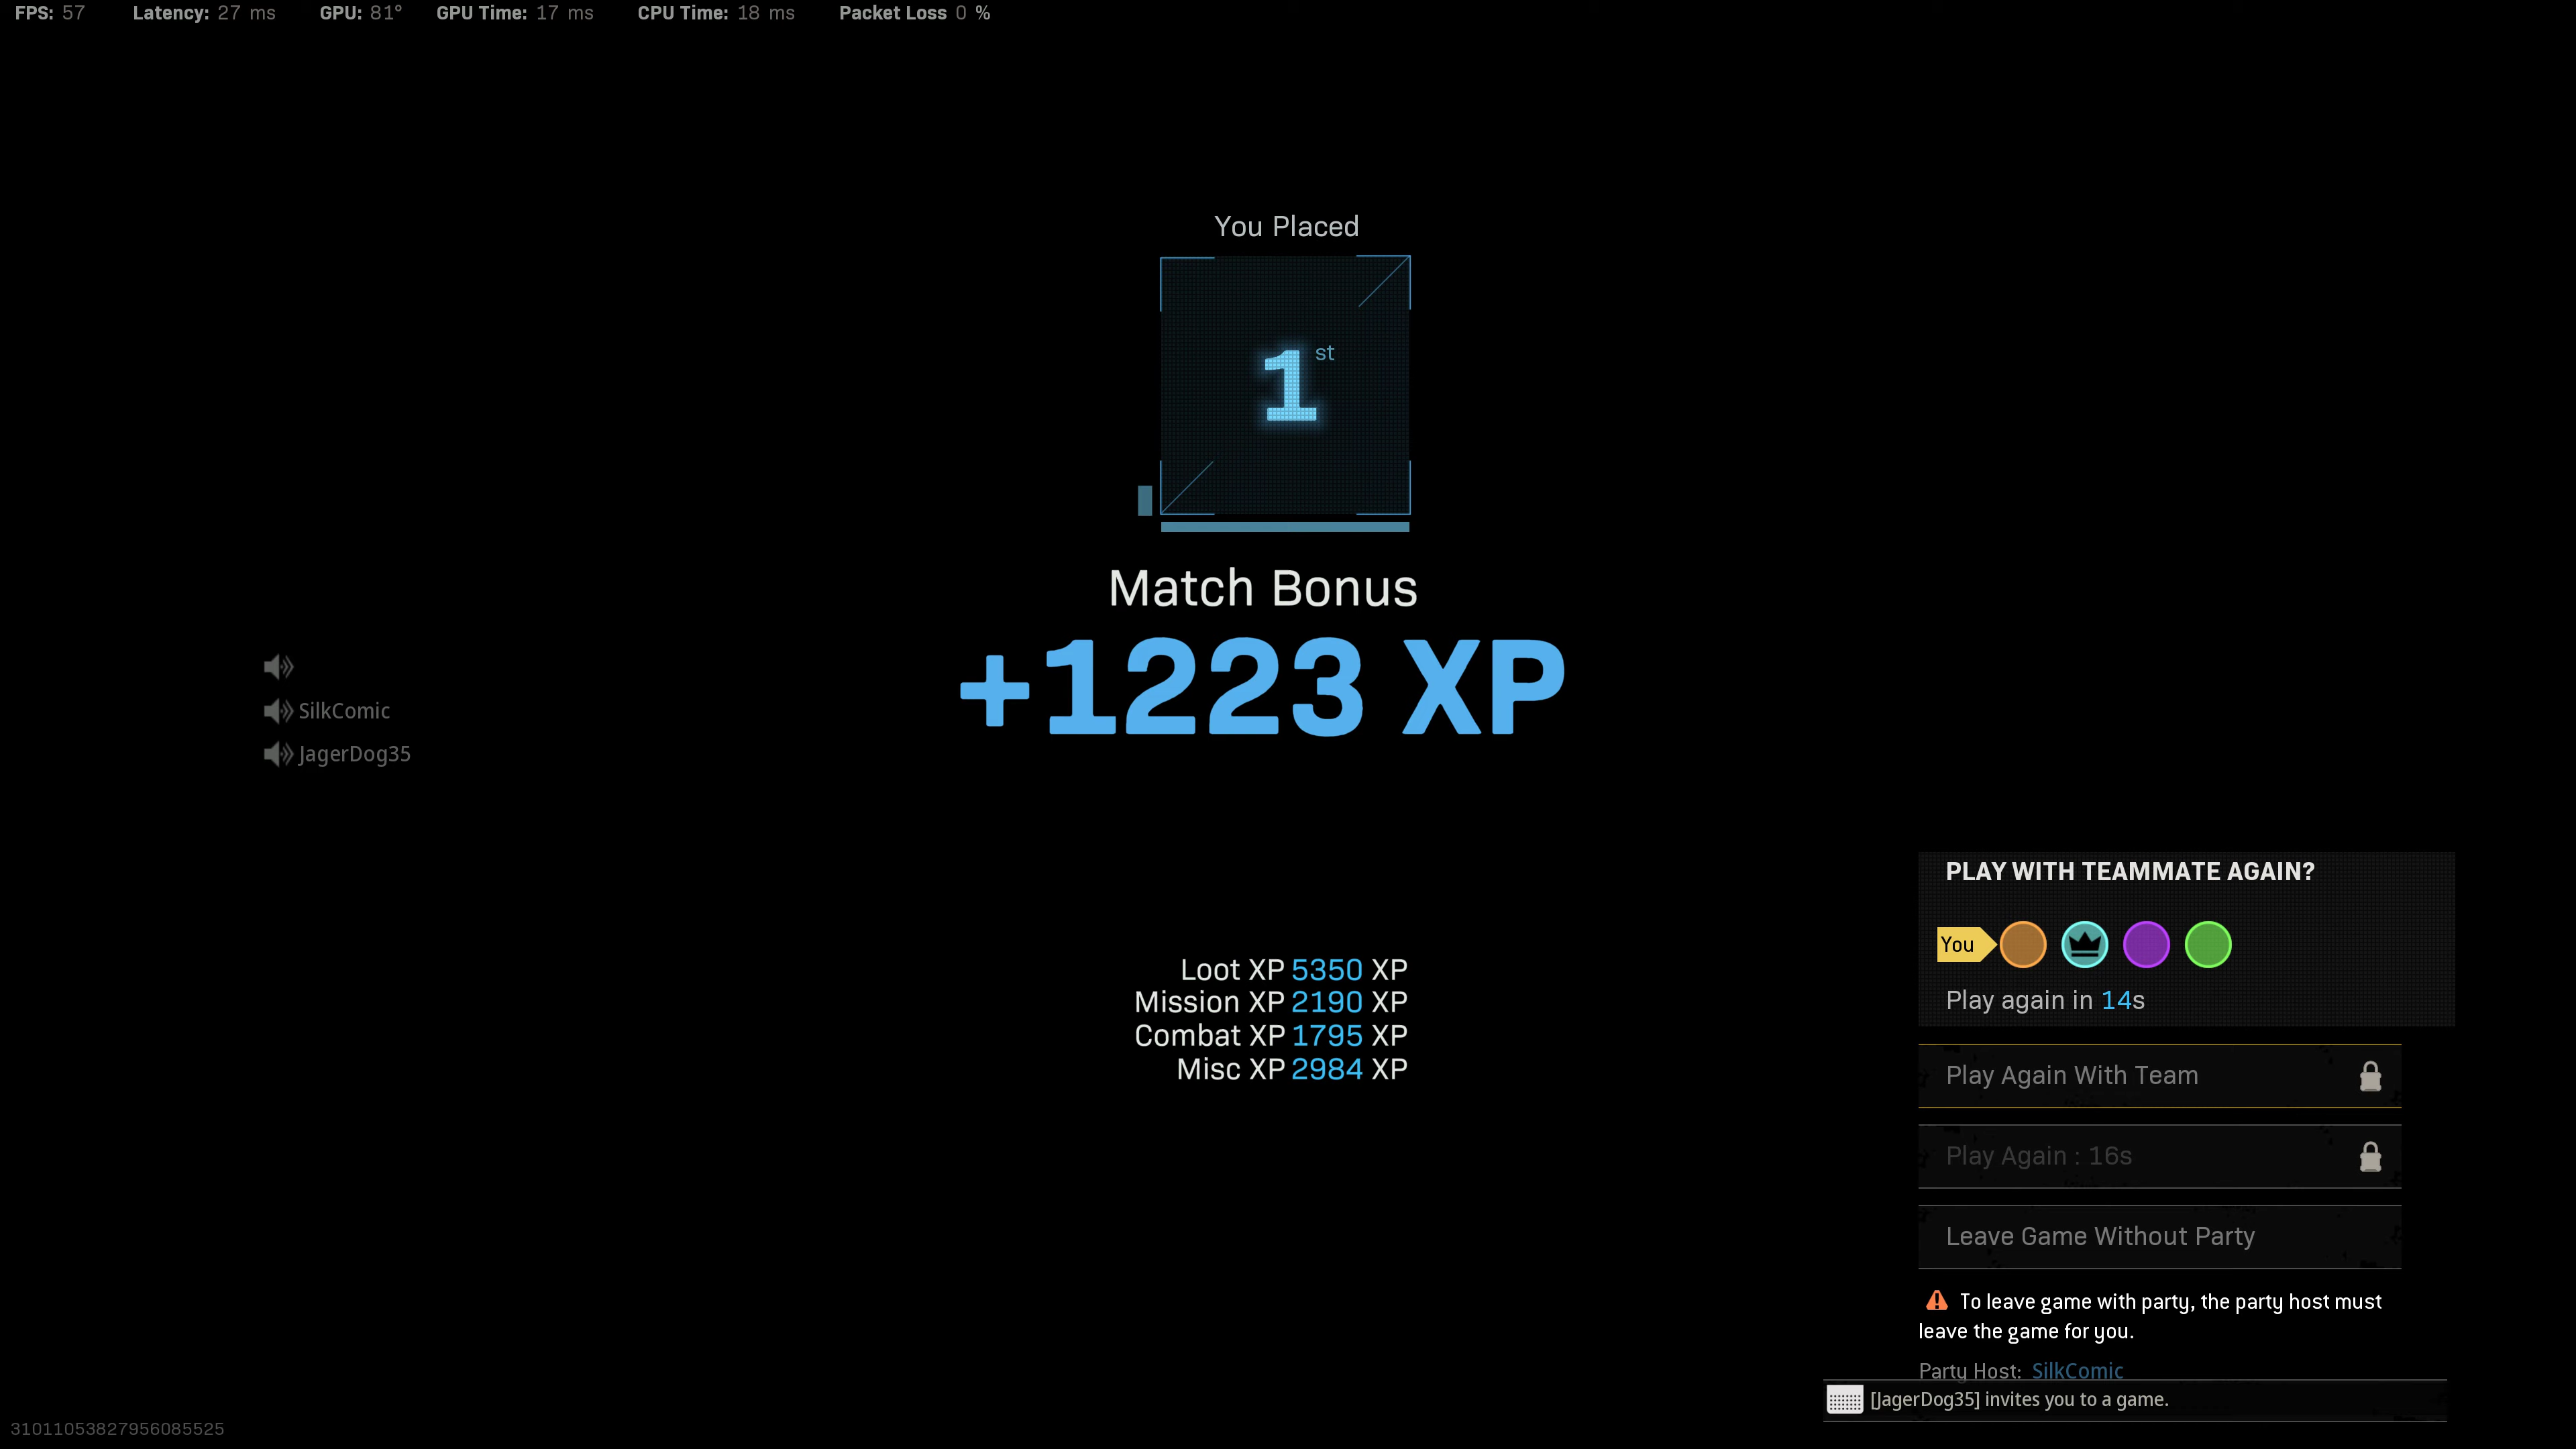 FPS: 57 Latency: 27 ms GPU: 81° GPU Time: 17 ms CPU Time: 18 ms Packet Loss 0 %
You Placed
1st
Match Bonus
+1223 XP
SilkComic
JagerDog35
Loot XP 5350 XP
Mission XP 2190 XP
Combat XP 1795 XP
Misc XP 2984 XP
PLAY WITH TEAMMATE AGAIN?
You
Play again in 14s
Play Again With Team
Play Again : 16s
Leave Game Without Party
To leave game with party, the party host must
leave the game for you.
Party Host: SilkComic
[JagerDog35] invites you to a game.
31011053827956085525